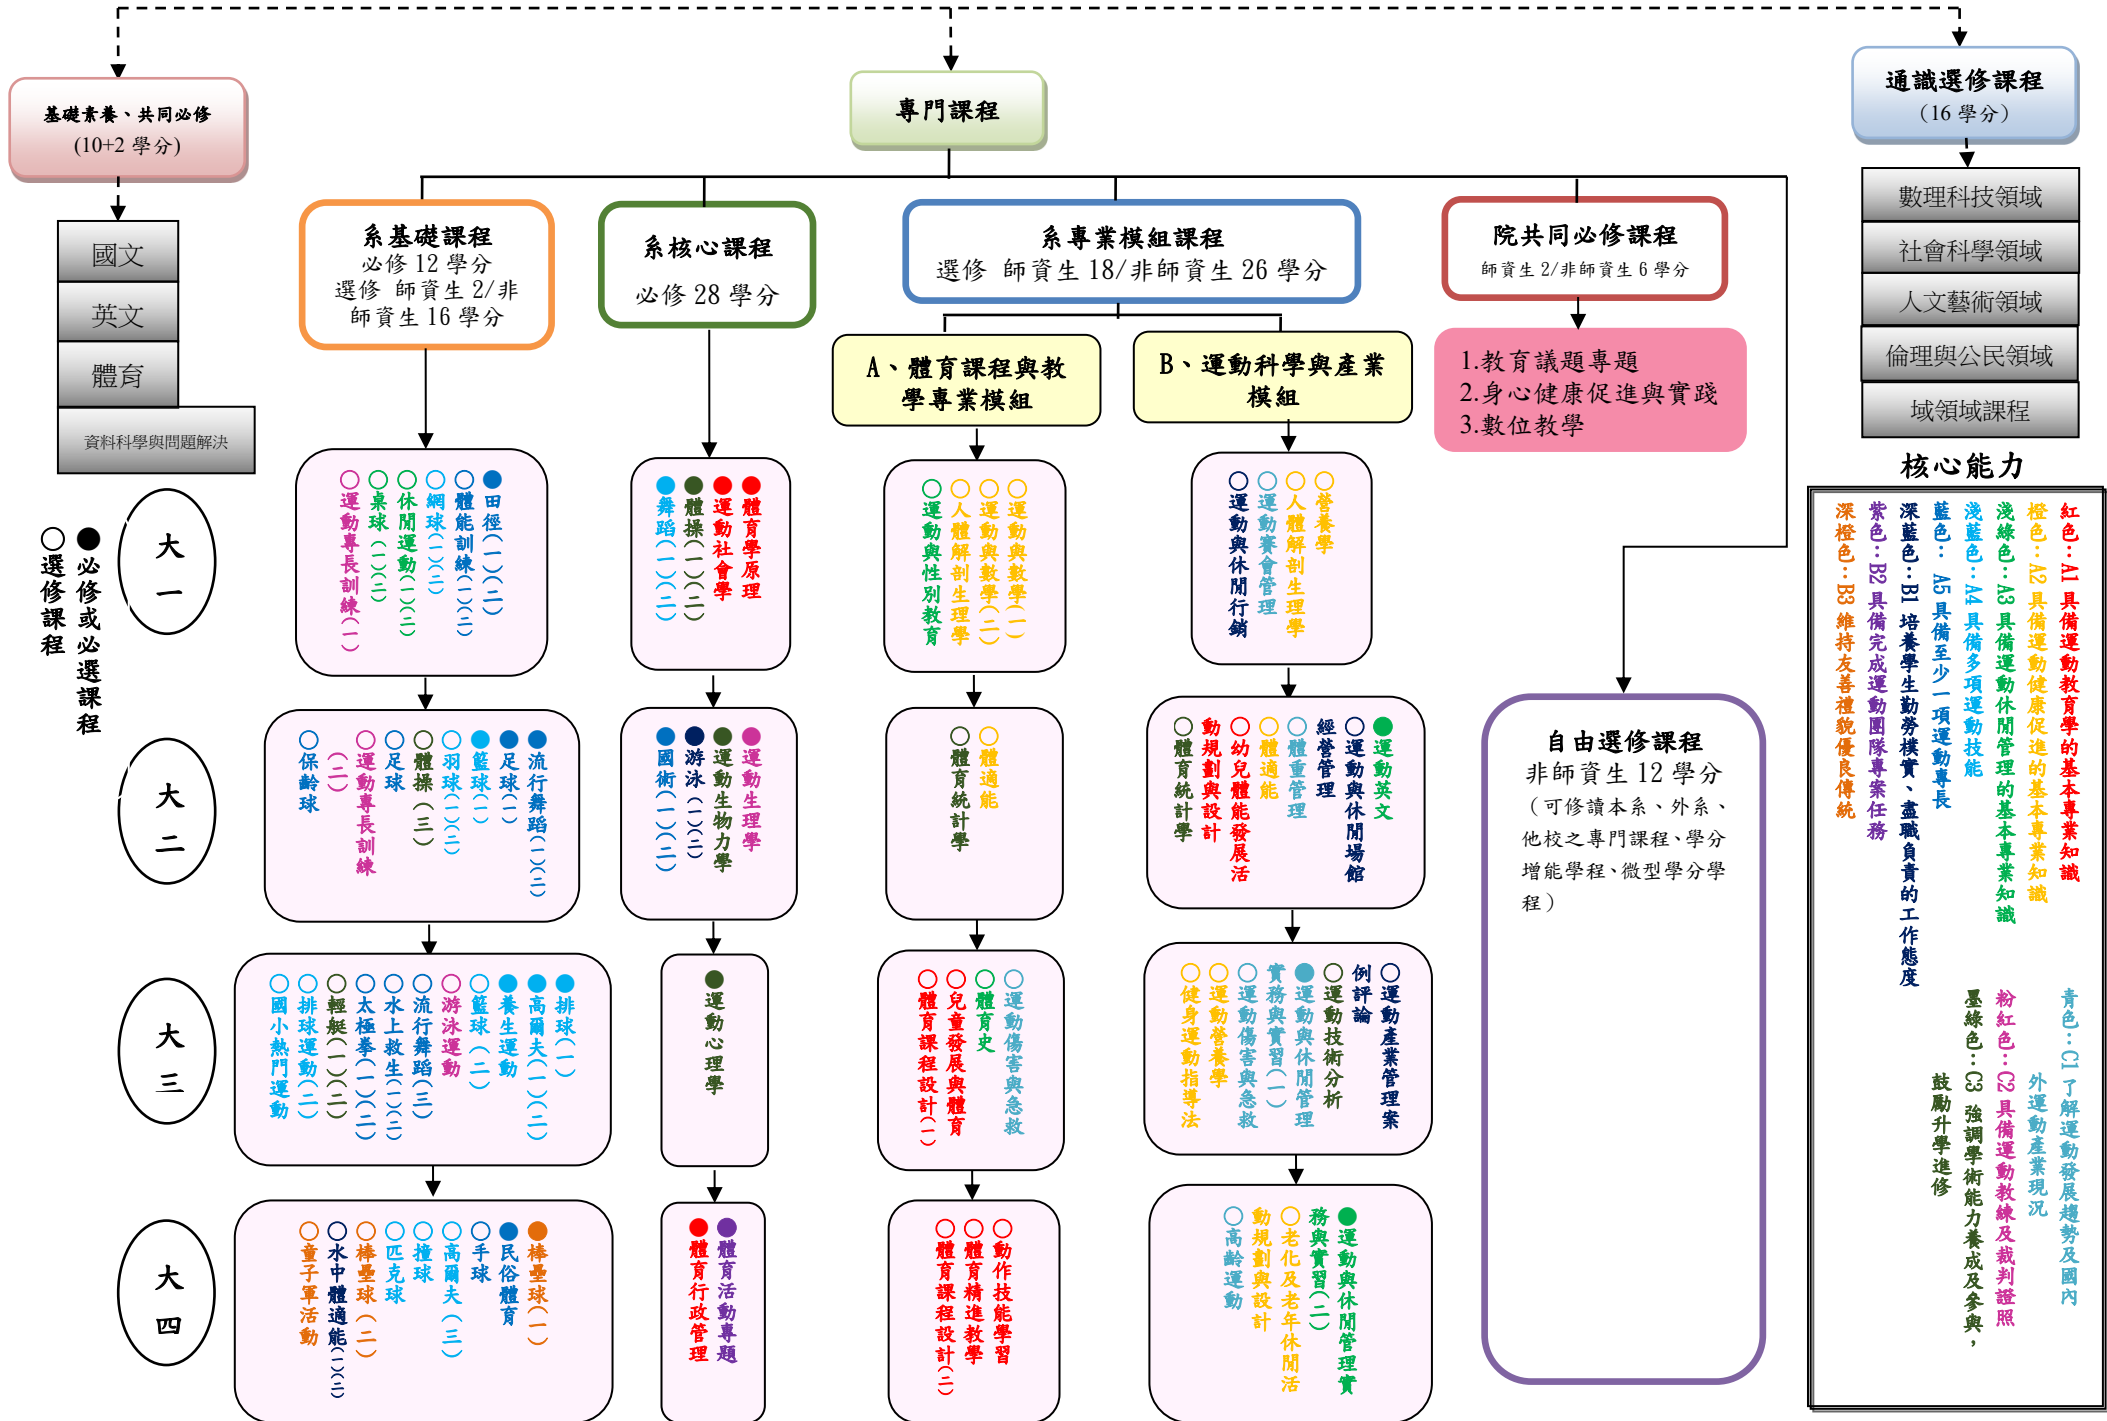 基礎素養、共同必修
(10+2 學分)
國文
英文
體育
資料科學與問題解決
專門課程
通識選修課程
(16 學分)
數理科技領域
社會科學領域
人文藝術領域
倫理與公民領域
域領域課程
系基礎課程
必修 12 學分
選修 師資生 2/非
師資生 16 學分
系核心課程
必修 28 學分
系專業模組課程
選修 師資生 18/非師資生 26 學分
院共同必修課程
師資生 2/非師資生 6 學分
A、體育課程與教
學專業模組
B、運動科學與產業
模組
1.教育議題專題
2.身心健康促進與實踐
3.數位教學
●必修或必選課程
○選修課程
大一
●田徑(一)(二)
○體能訓練(一)(二)
○網球(一)(二)
○休閒運動(一)(二)
○桌球(一)(二)
○運動專長訓練(一)
●體育學原理
●運動社會學
●體操(一)(二)
●舞蹈(一)(二)
○運動與數學(一)
○運動與數學(二)
○人體解剖生理學
○運動與性別教育
○營養學
○人體解剖生理學
○運動賽會管理
○運動與休閒行銷
大二
●流行舞蹈(一)(二)
●足球(一)
●籃球(一)
○羽球(一)(二)
○體操(三)
○足球
○運動專長訓練
(二)
○保齡球
●運動生理學
●運動生物力學
●游泳(一)(二)
●國術(一)(二)
○體適能
○體育統計學
●運動英文
○運動與休閒場館
經營管理
○體重管理
○體適能
○幼兒體能發展活
動規劃與設計
○體育統計學
大三
●排球(一)
●高爾夫(一)(二)
●養生運動
○籃球(二)
○游泳運動
○流行舞蹈(三)
○水上救生(一)(二)
○太極拳(一)(二)
○輕艇(一)(二)
○排球運動(二)
○國小熱門運動
●運動心理學
○運動傷害與急救
●體育史
○兒童發展與體育
○體育課程設計(一)
○運動產業管理案
例評論
○運動技術分析
●運動與休閒管理
實務與實習(一)
○運動傷害與急救
○運動營養學
○健身運動指導法
大四
●棒壘球(一)
●民俗體育
○手球
○高爾夫(三)
○撞球
○匹克球
○棒壘球(二)
○水中體適能(一)(二)
○童子軍活動
●體育活動專題
●體育行政管理
○動作技能學習
○體育精進教學
○體育課程設計(二)
●運動與休閒管理實
務與實習(二)
○老化及老年休閒活
動規劃與設計
○高齡運動
自由選修課程
非師資生 12 學分
(可修讀本系、外系、
他校之專門課程、學分
增能學程、微型學分學
程)
核心能力
紅色:A1 具備運動教育學的基本專業知識
橙色:A2 具備運動健康促進的基本專業知識
淺綠色:A3 具備運動休閒管理的基本專業知識
淺藍色:A4 具備多項運動技能
藍色: A5 具備至少一項運動專長
深藍色:B1 培養學生勤勞樸實、盡職負責的工作態度
紫色:B2 具備完成運動團隊專案任務
深橙色:B3 維持友善禮貌優良傳統
青色:C1 了解運動發展趨勢及國內
外運動產業現況
粉紅色:C2 具備運動教練及裁判證照
墨綠色:C3 強調學術能力養成及參與,
鼓勵升學進修